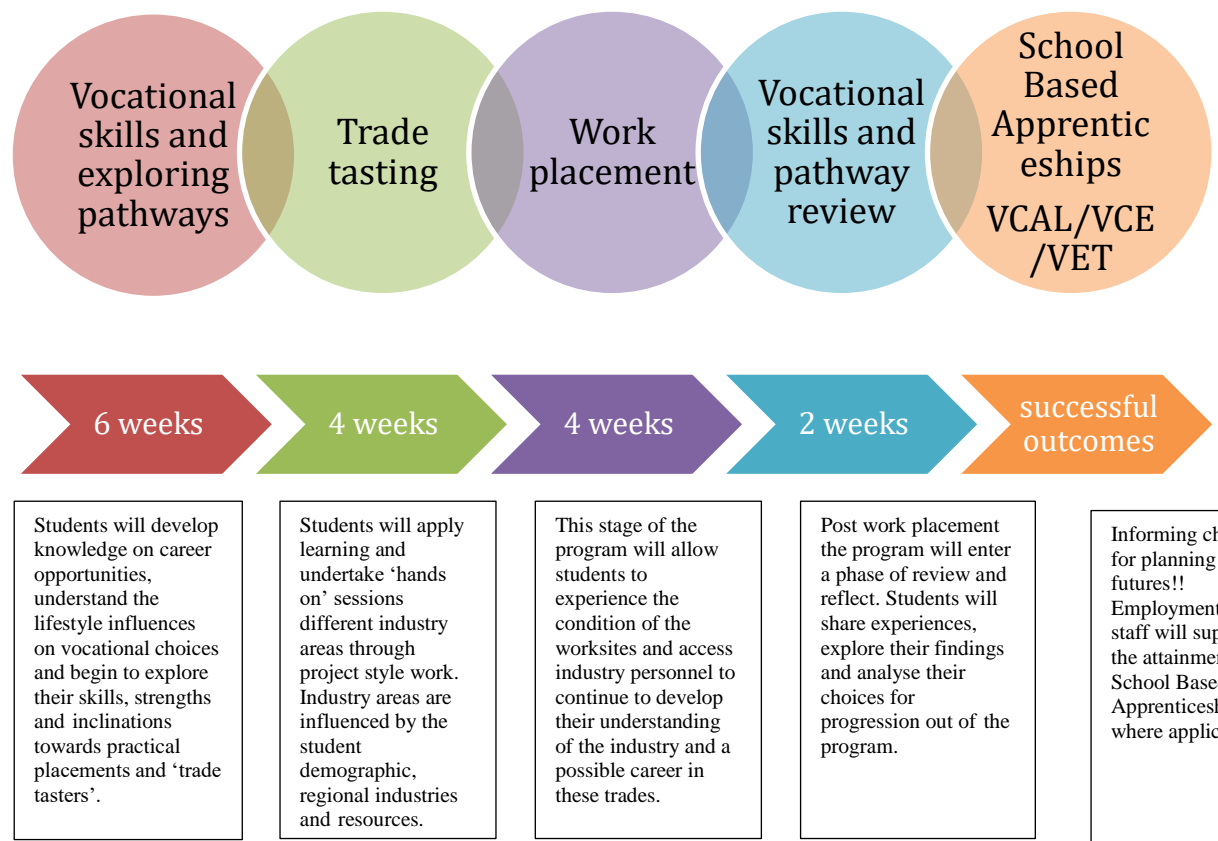 Vocational
skills and
exploring
pathways
Trade
tasting
Work
placement
Vocational
skills and
pathway
review
School
Based
Apprentic
eships
VCAL/VCE
/VET
6 weeks
4 weeks
4 weeks
2 weeks
successful
outcomes
Students will develop
knowledge on career
opportunities,
understand the
lifestyle influences
on vocational choices
and begin to explore
their skills, strengths
and inclinations
towards practical
placements and ‘trade
tasters’.
Students will apply
learning and
undertake ‘hands
on’ sessions
different industry
areas through
project style work.
Industry areas are
influenced by the
student
demographic,
regional industries
and resources.
This stage of the
program will allow
students to
experience the
condition of the
worksites and access
industry personnel to
continue to develop
their understanding
of the industry and a
possible career in
these trades.
Post work placement
the program will enter
a phase of review and
reflect. Students will
share experiences,
explore their findings
and analyse their
choices for
progression out of the
program.
Informing
for planning
futures!!
Employment
staff will
the
School
where